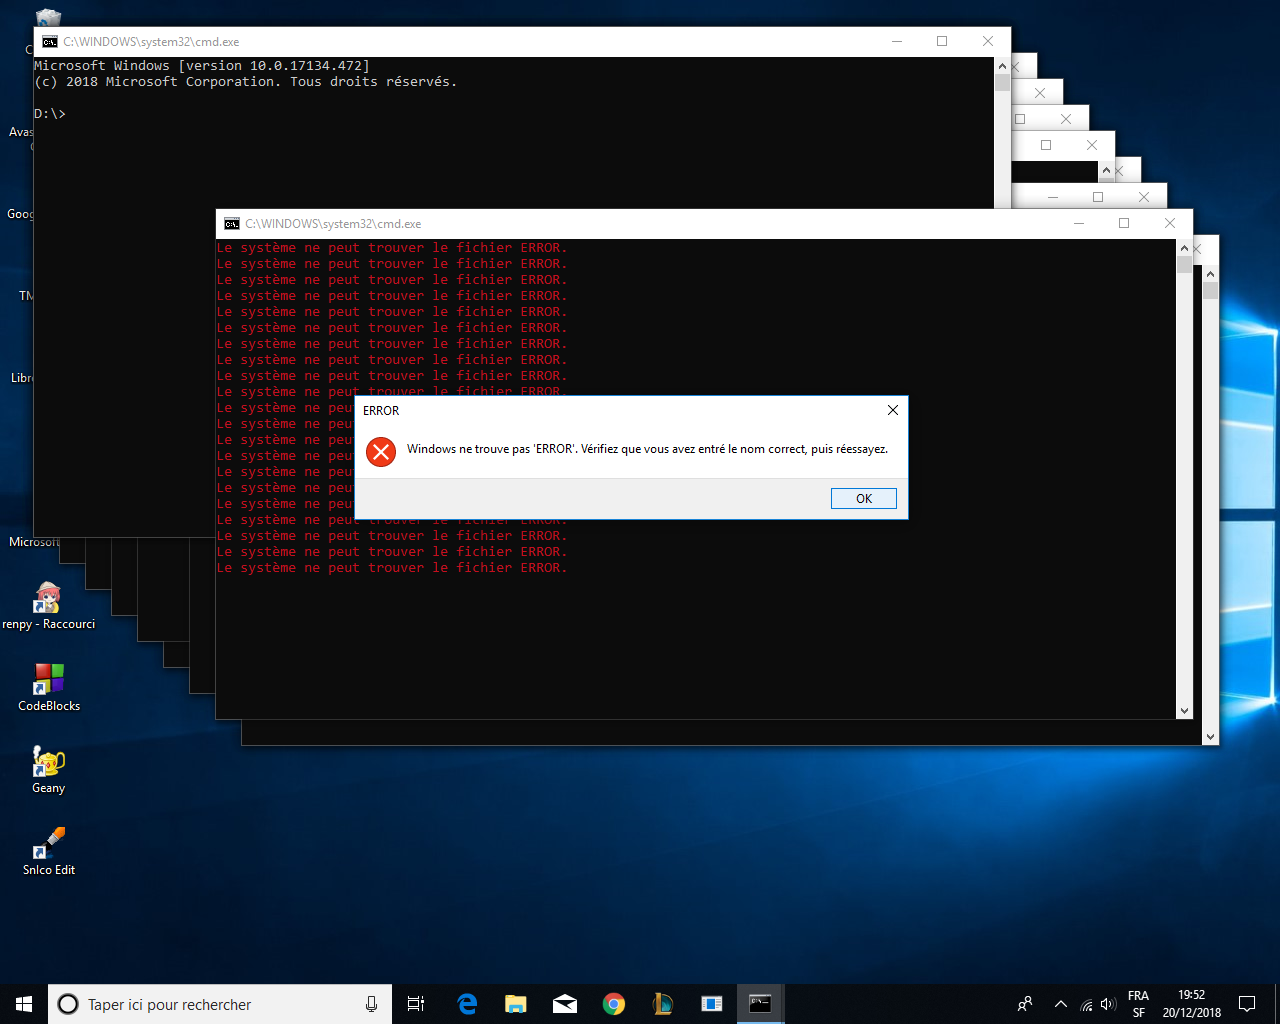 C:\WINDOWS\system32\cmd.exe
Microsoft Windows [version 10.0.17134.472]
(c) 2018 Microsoft Corporation. Tous droits réservés.
D:\>
C:\WINDOWS\system32\cmd.exe
Le système ne peut trouver le fichier ERROR.
Le système ne peut trouver le fichier ERROR.
Le système ne peut trouver le fichier ERROR.
Le système ne peut trouver le fichier ERROR.
Le système ne peut trouver le fichier ERROR.
Le système ne peut trouver le fichier ERROR.
Le système ne peut trouver le fichier ERROR.
Le système ne peut trouver le fichier ERROR.
Le système ne peut trouver le fichier ERROR.
Le système ne peut trouver le fichier ERROR.
Le système ne peut
Le système ne peut
Le système ne peut
Le système ne peut
Le système ne peut
Le système ne peut
Le système ne peut
Le système ne peut trouver le fichier ERROR.
Le système ne peut trouver le fichier ERROR.
Le système ne peut trouver le fichier ERROR.
Le système ne peut trouver le fichier ERROR.
ERROR
Windows ne trouve pas 'ERROR'. Vérifiez que vous avez entré le nom correct, puis réessayez.
OK
Avas
Goog
TM
Libr
Microsoft
renpy - Raccourci
CodeBlocks
Geany
SnIco Edit
Taper ici pour rechercher
FRA
SF
19:52
20/12/2018